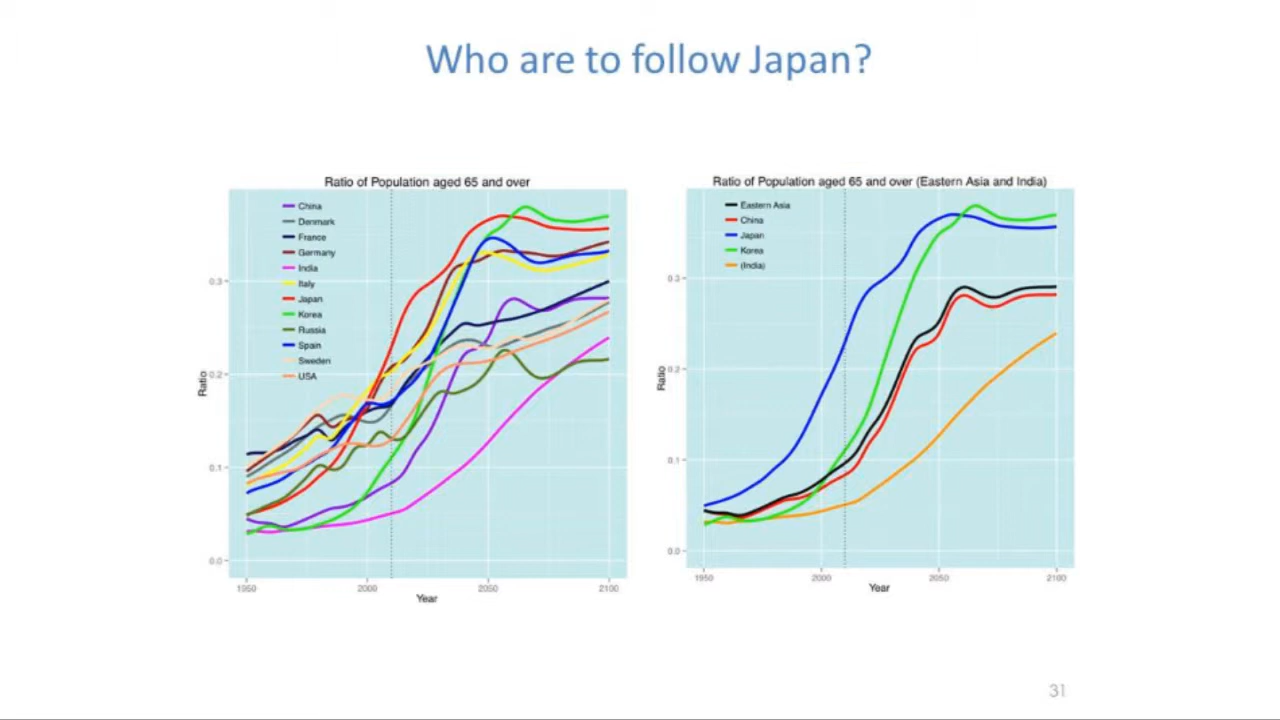 Who are to follow Japan?
Ratio of Population aged 65 and over
China
Denmark
France
Germany
India
Italy
Japan
Korea
Russia
Spain
Sweden
USA
0.3
0.2
0.1
0.0
Ratio
1950 2000 2050 2100
Year
Ratio of Population aged 65 and over (Eastern Asia and India)
Eastern Asia
China
Japan
Korea
(India)
0.3
0.2
0.1
0.0
Ratio
1950 2000 2050 2100
Year
31